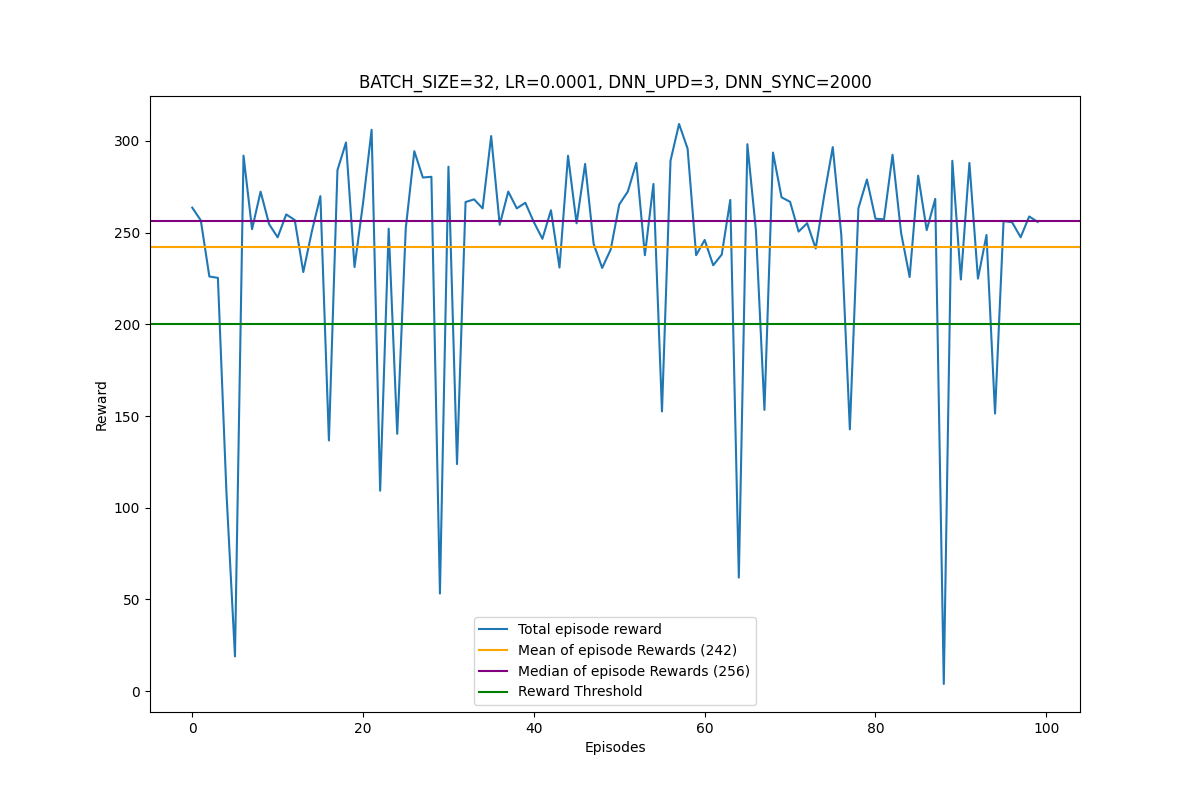 BATCH_SIZE=32, LR=0.0001, DNN_UPD=3, DNN_SYNC=2000
300
250
200
150
100
50
0
Reward
Total episode reward
Mean of episode Rewards (242)
Median of episode Rewards (256)
Reward Threshold
0 20 40 60 80 100
Episodes